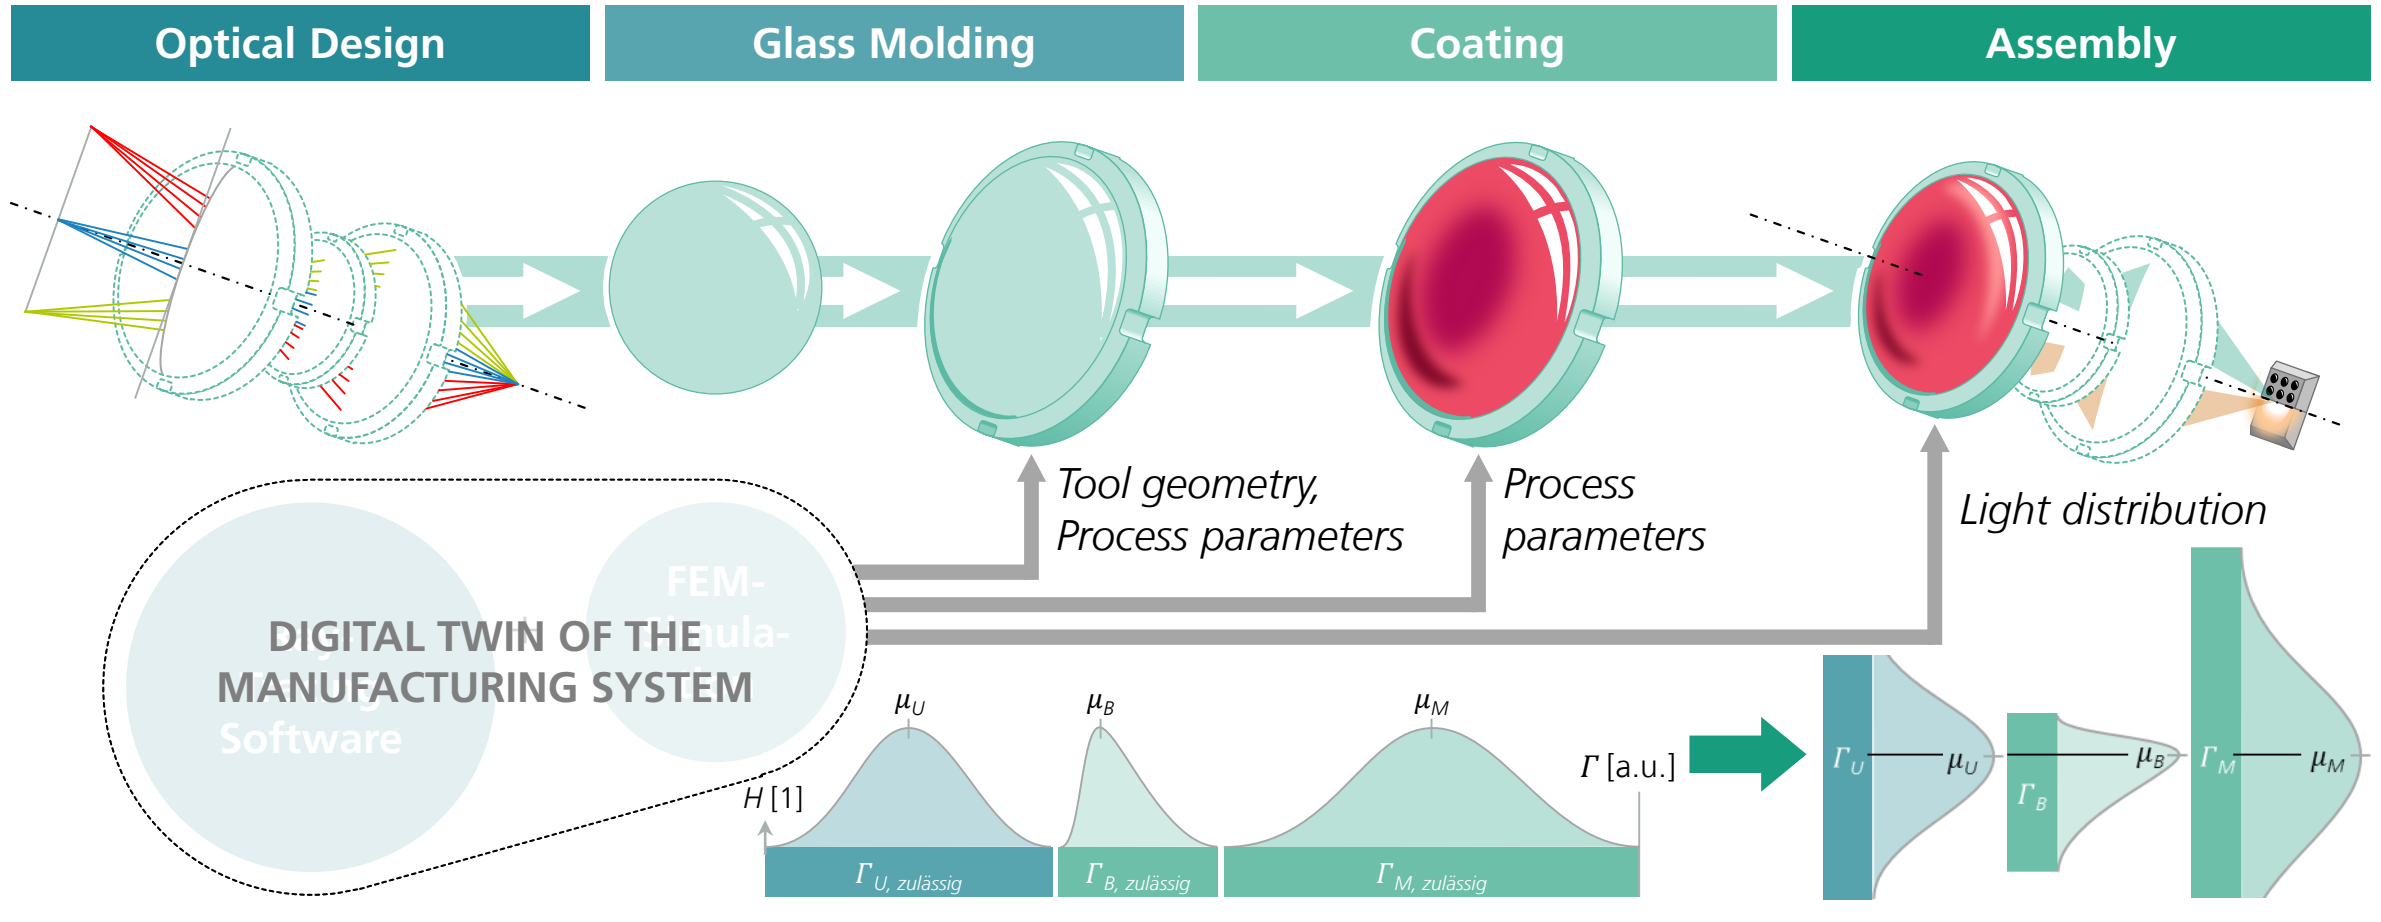 Optical Design
Glass Molding
Coating
Assembly
Tool geometry,
Process parameters
Process
parameters
Light distribution
FEM-
Simula-
DIGITAL TWIN OF THE
MANUFACTURING SYSTEM
Software
H [1]
μU
μB
μM
Γ [a.u.]
ΓU, zulässig
ΓB, zulässig
ΓM, zulässig
ΓU
μU
ΓB
μB
ΓM
μM